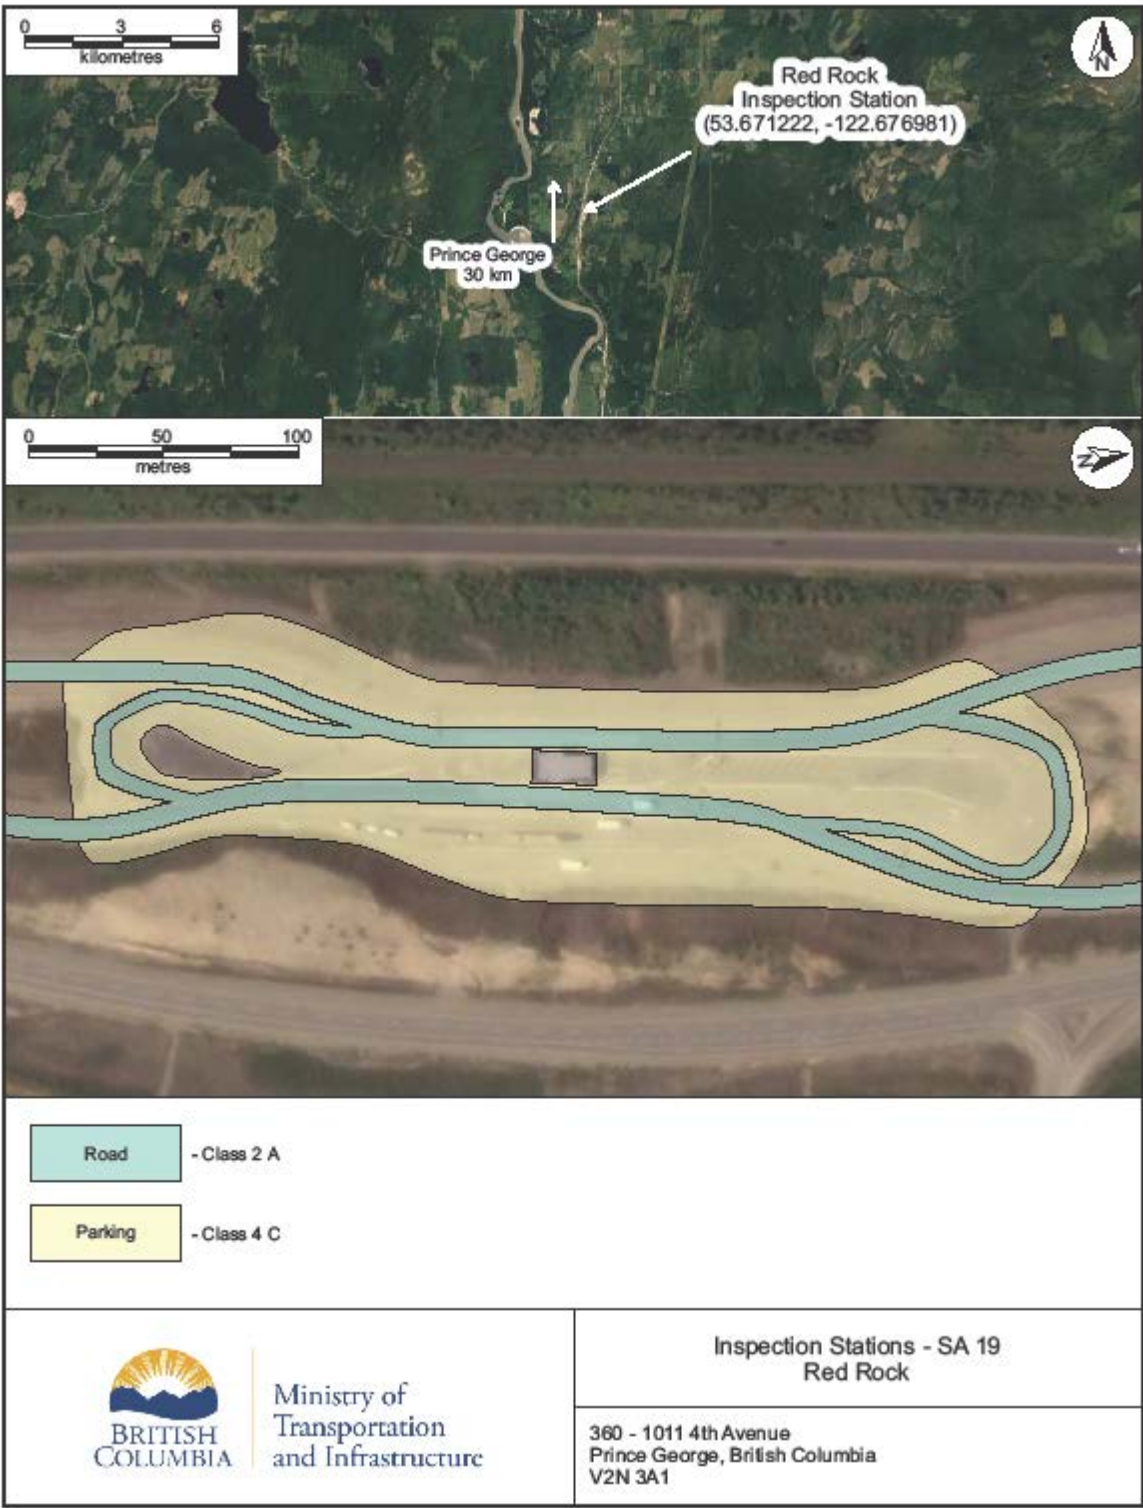 0 3 6
kilometres
N
Red Rock
Inspection Station
(53.671222, -122.676981)
Prince George
30 km
0 50 100
metres
N
Road - Class 2 A
Parking - Class 4 C
BRITISH
COLUMBIA
Ministry of
Transportation
and Infrastructure
Inspection Stations - SA 19
Red Rock
360 - 1011 4th Avenue
Prince George, British Columbia
V2N 3A1